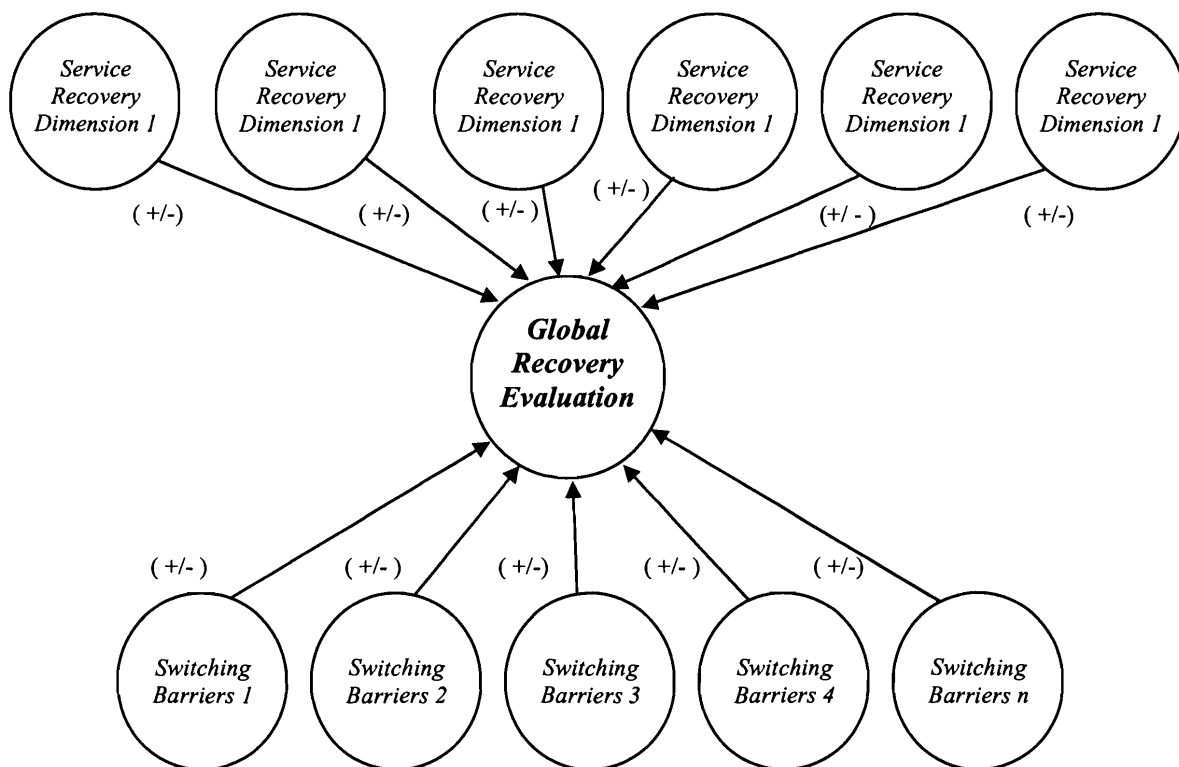 Service
Recovery
Dimension 1
Service
Recovery
Dimension 1
Service
Recovery
Dimension 1
Service
Recovery
Dimension 1
Service
Recovery
Dimension 1
Service
Recovery
Dimension 1
( +/-)
( +/-)
( +/- )
( +/- )
(+/ - )
( +/-)
Global
Recovery
Evaluation
( +/- )
( +/- )
( +/-)
( +/- )
( +/-)
Switching
Barriers 1
Switching
Barriers 2
Switching
Barriers 3
Switching
Barriers 4
Switching
Barriers n